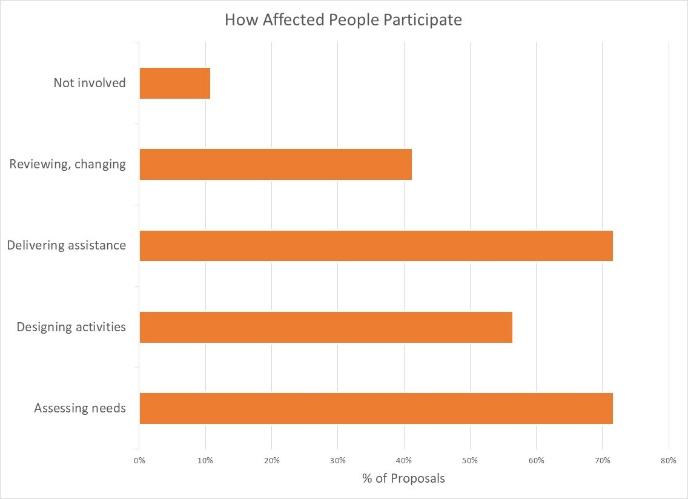 How Affected People Participate
Not involved
Reviewing, changing
Delivering assistance
Designing activities
Assessing needs
0% 10% 20% 30% 40% 50% 60% 70% 80%
% of Proposals